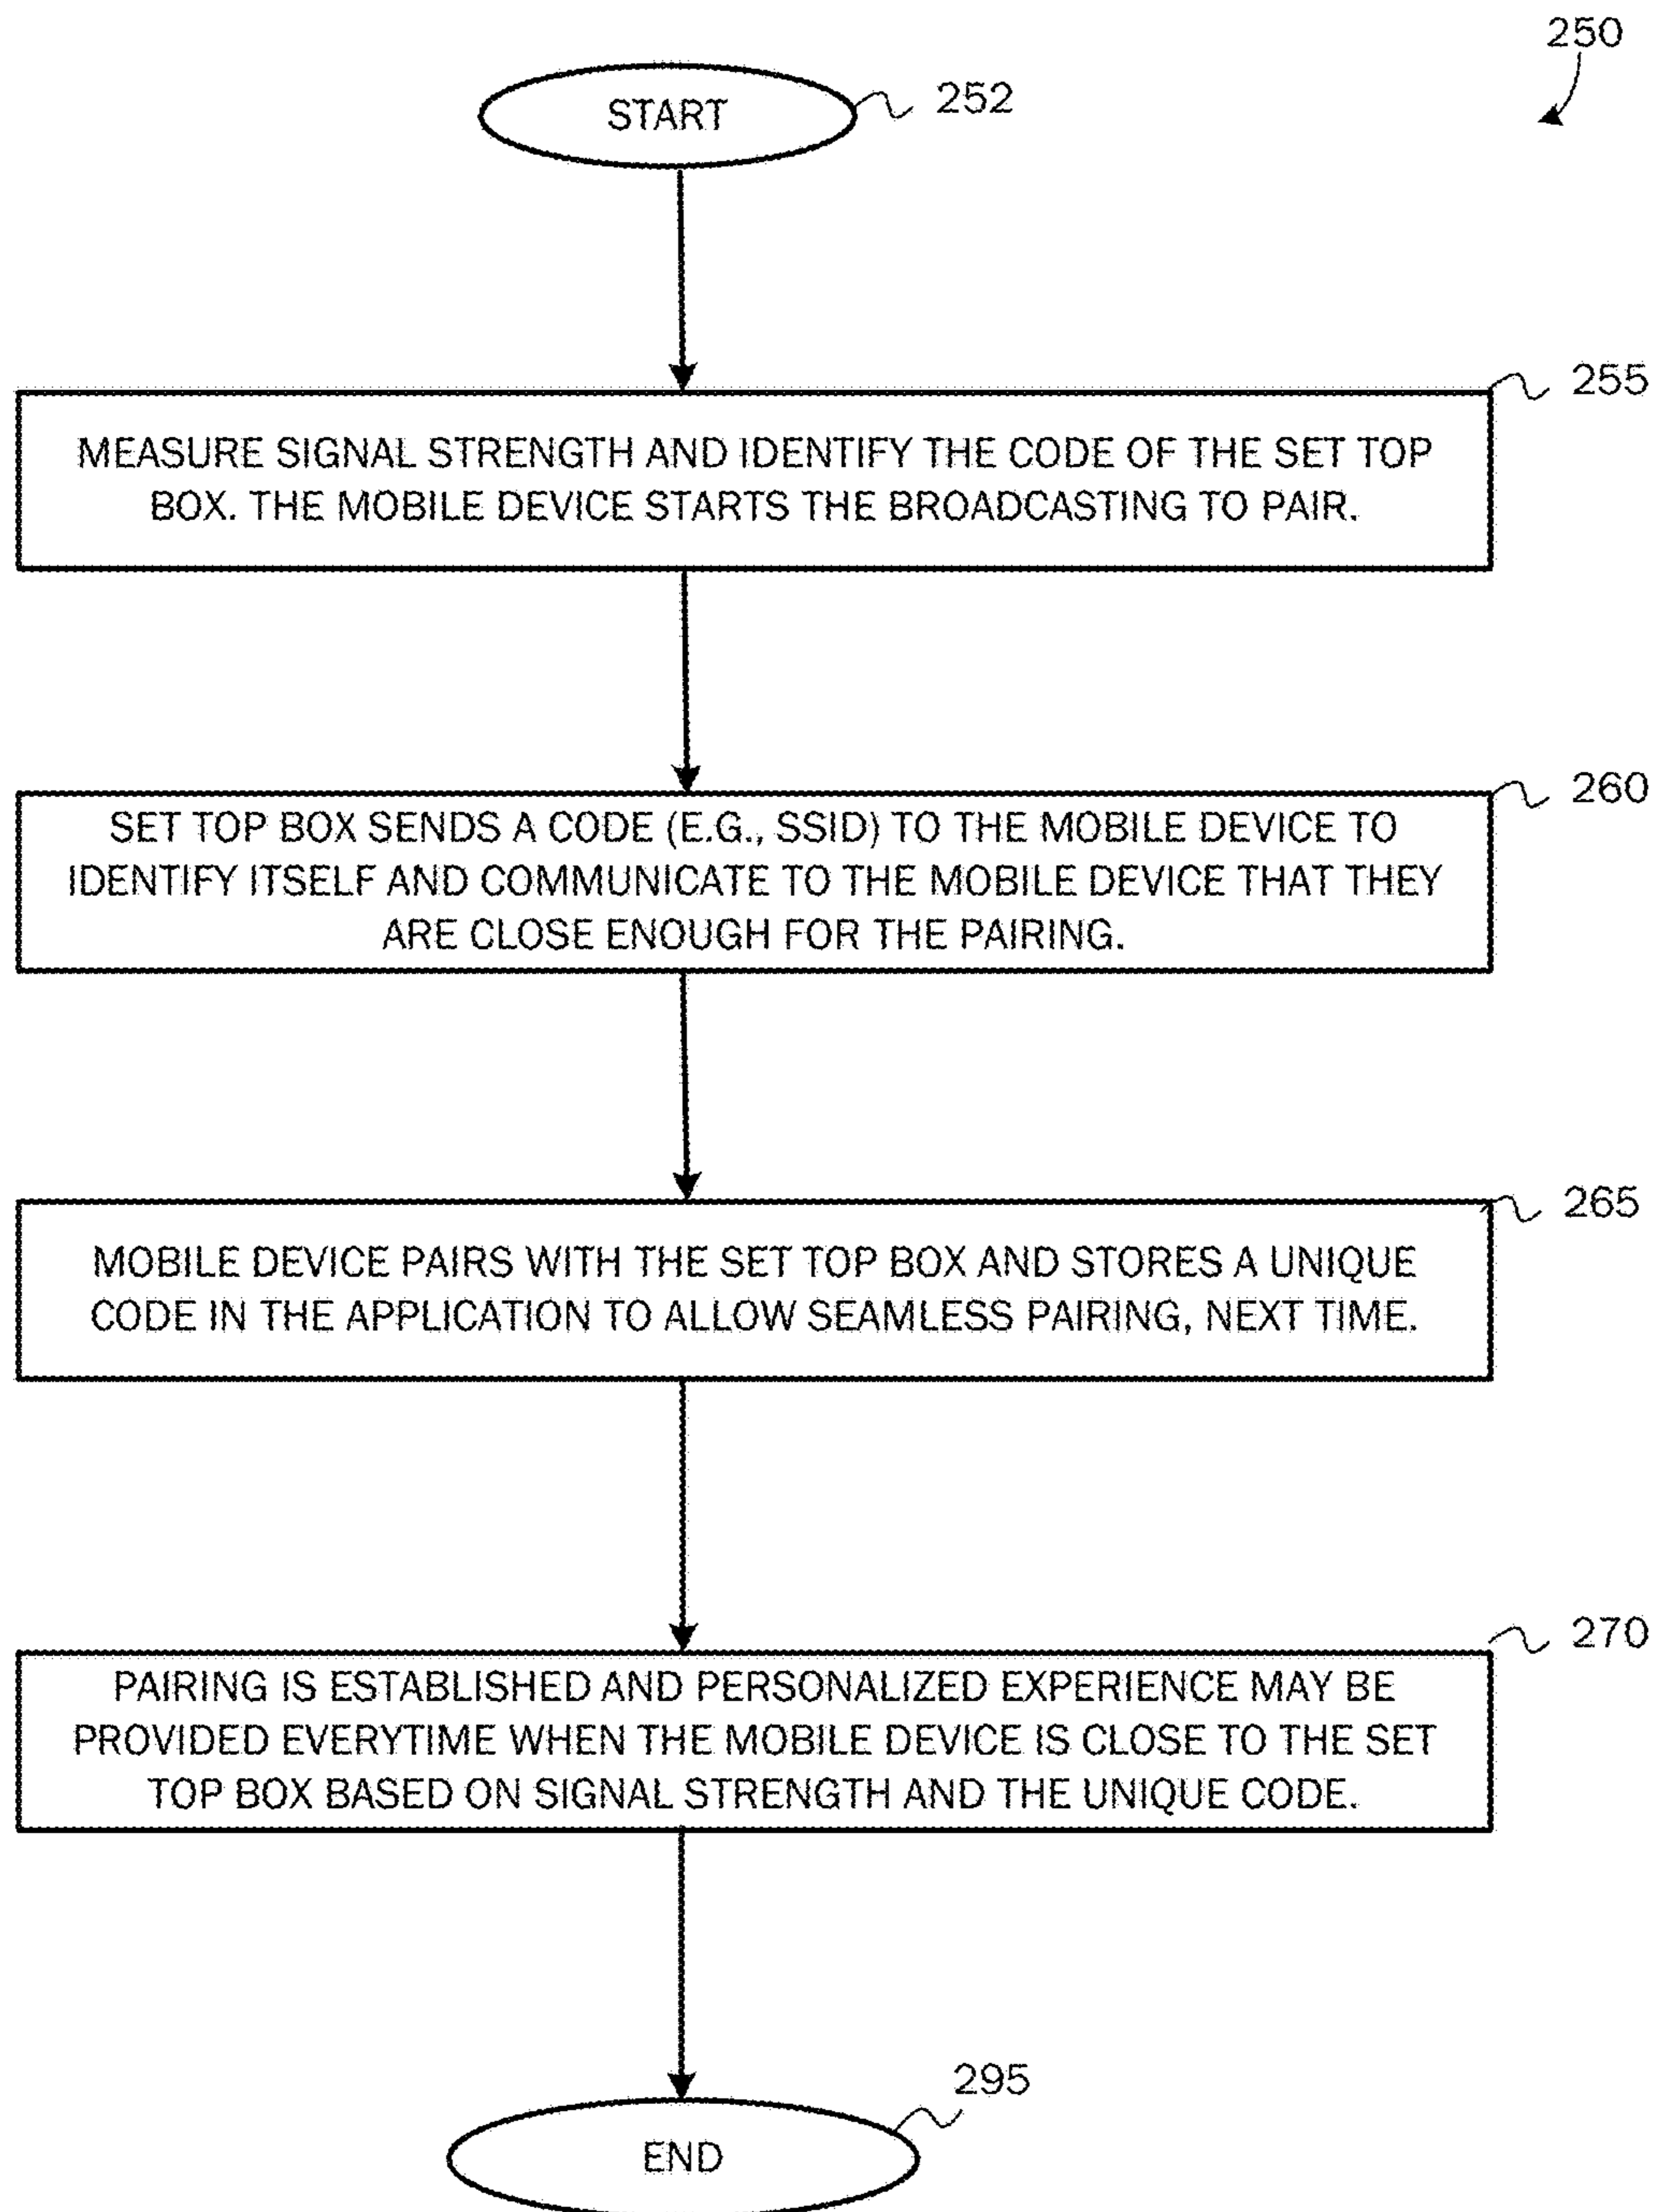 250
START
252
255
MEASURE SIGNAL STRENGTH AND IDENTIFY THE CODE OF THE SET TOP
BOX. THE MOBILE DEVICE STARTS THE BROADCASTING TO PAIR.
260
SET TOP BOX SENDS A CODE (E.G., SSID) TO THE MOBILE DEVICE TO
IDENTIFY ITSELF AND COMMUNICATE TO THE MOBILE DEVICE THAT THEY
ARE CLOSE ENOUGH FOR THE PAIRING.
265
MOBILE DEVICE PAIRS WITH THE SET TOP BOX AND STORES A UNIQUE
CODE IN THE APPLICATION TO ALLOW SEAMLESS PAIRING, NEXT TIME.
270
PAIRING IS ESTABLISHED AND PERSONALIZED EXPERIENCE MAY BE
PROVIDED EVERYTIME WHEN THE MOBILE DEVICE IS CLOSE TO THE SET
TOP BOX BASED ON SIGNAL STRENGTH AND THE UNIQUE CODE.
295
END